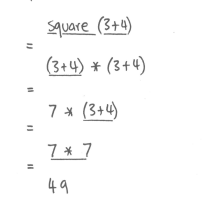 square (3+4)
=
(3+4) * (3+4)
=
7 * (3+4)
=
7 * 7
=
49